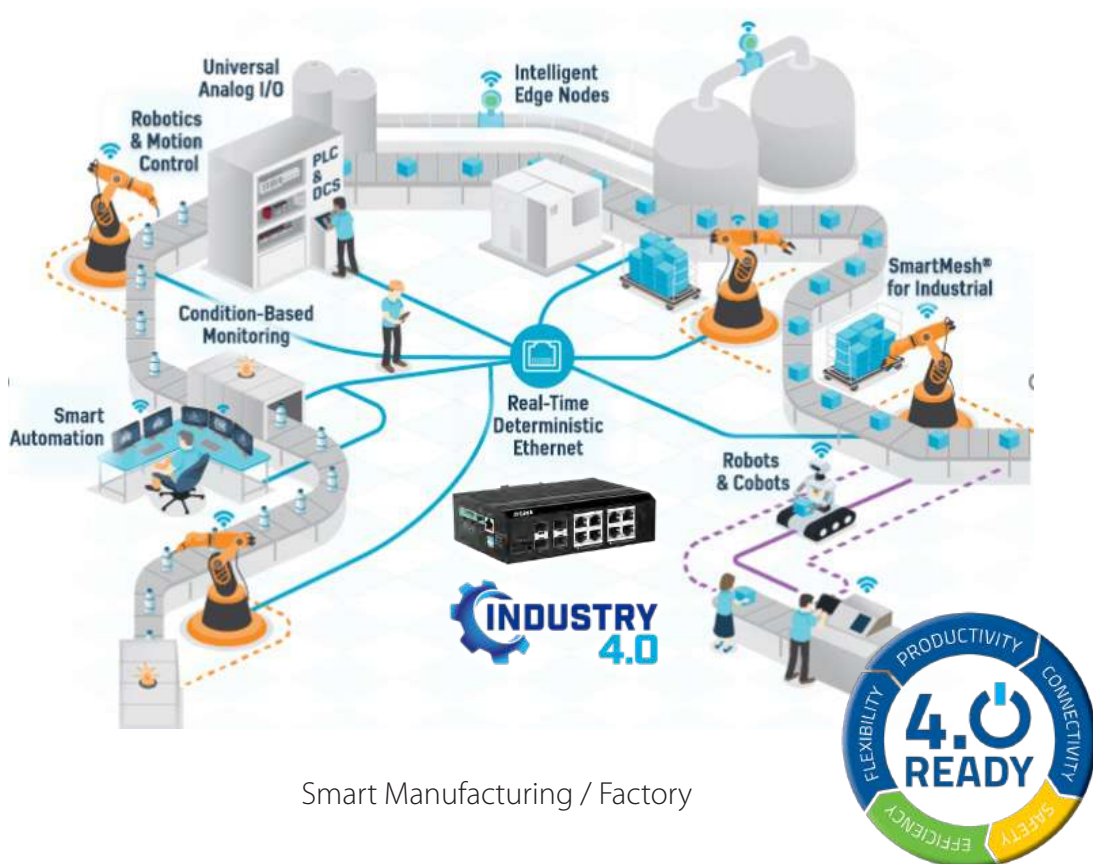 Universal
Analog I/O
Intelligent
Edge Nodes
Robotics
& Motion
Control
PLC
&
DCS
SmartMesh®
for Industrial
Condition-Based
Monitoring
Smart
Automation
Real-Time
Deterministic
Ethernet
Robots
& Cobots
D-Link
INDUSTRY
4.0
PRODUCTIVITY
CONNECTIVITY
FLEXIBILITY
4.0
READY
SAFETY
EFFICIENCY
Smart Manufacturing / Factory